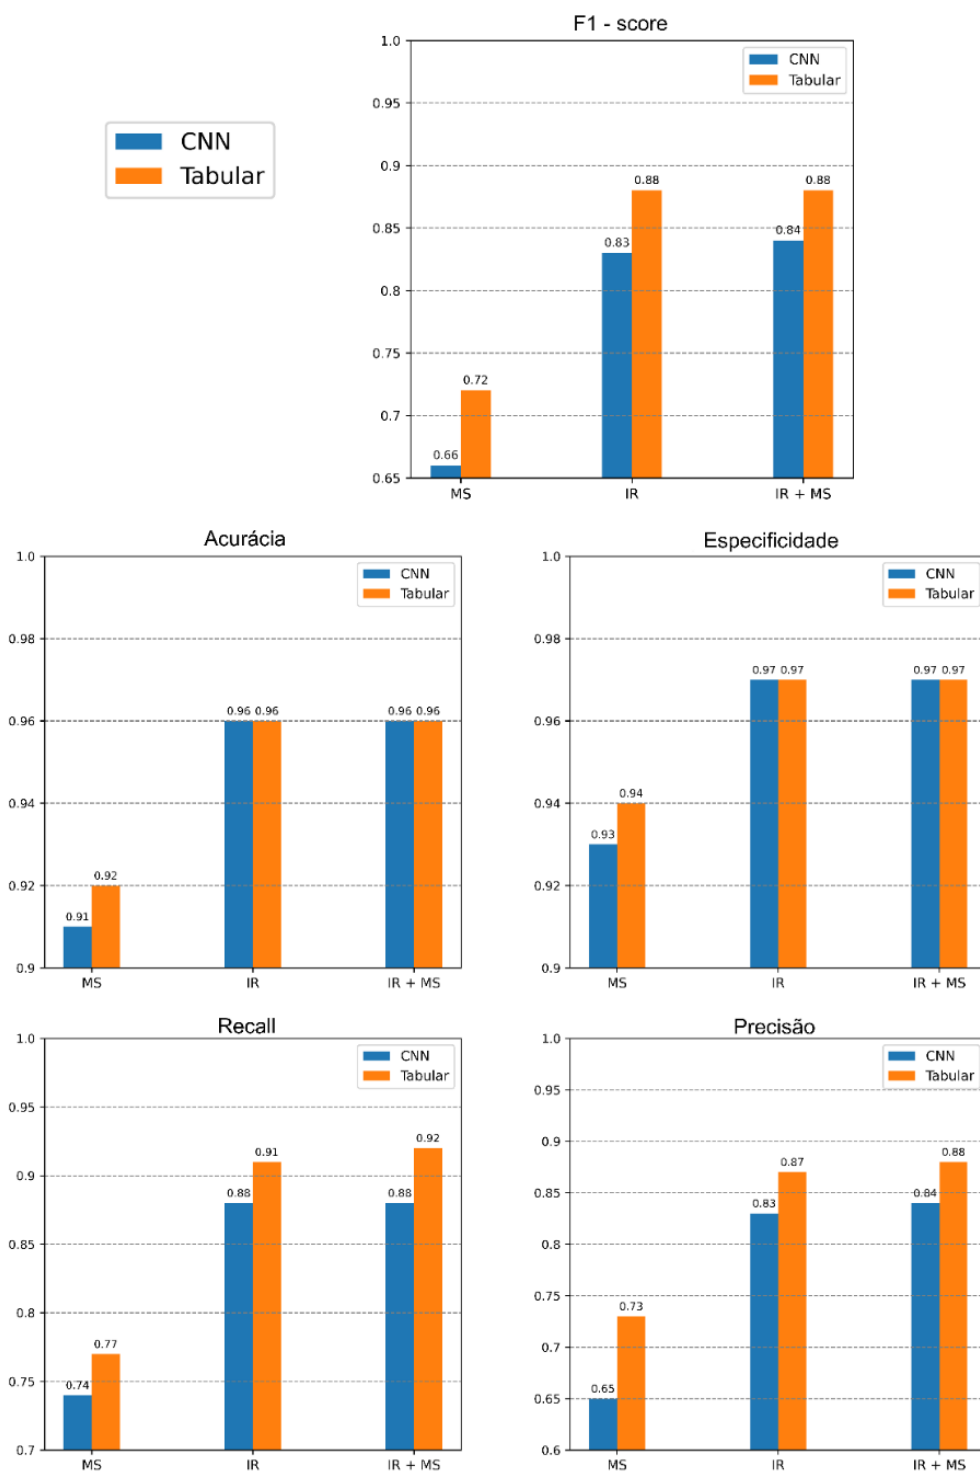 F1 - score
CNN
Tabular
1.0
0.95
0.9
0.85
0.8
0.75
0.7
0.65
CNN
Tabular
0.66
0.72
0.83
0.88
0.84
0.88
MS
IR
IR + MS
Acurácia
1.0
0.98
0.96
0.94
0.92
0.9
CNN
Tabular
0.91
0.92
0.96
0.96
0.96
0.96
MS
IR
IR + MS
Especificidade
1.0
0.98
0.96
0.94
0.92
0.9
CNN
Tabular
0.93
0.94
0.97
0.97
0.97
0.97
MS
IR
IR + MS
Recall
1.0
0.95
0.9
0.85
0.8
0.75
0.7
CNN
Tabular
0.74
0.77
0.88
0.91
0.88
0.92
MS
IR
IR + MS
Precisão
1.0
0.95
0.9
0.85
0.8
0.75
0.7
0.65
0.6
CNN
Tabular
0.65
0.73
0.83
0.87
0.84
0.88
MS
IR
IR + MS